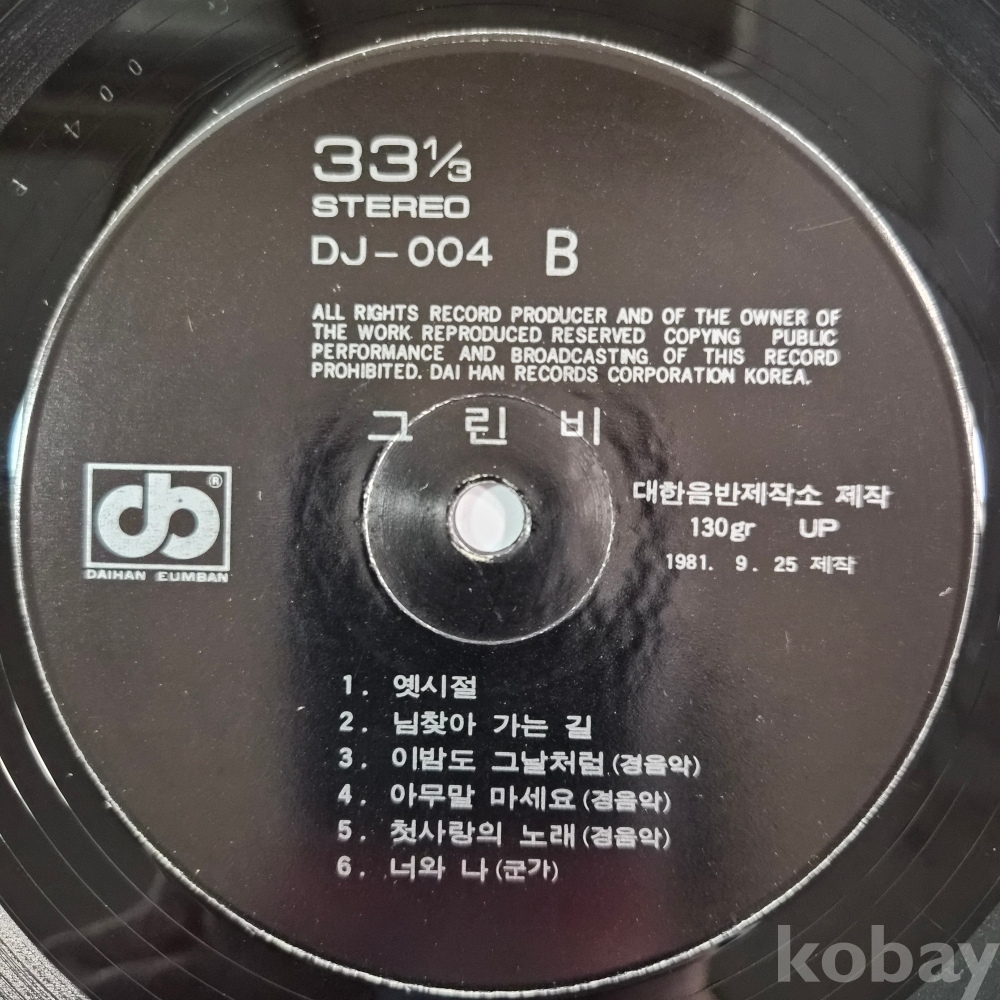 4 0 0
33⅓
STEREO
DJ-004 B
ALL RIGHTS RECORD PRODUCER AND OF THE OWNER OF
THE WORK REPRODUCED RESERVED COPYING PUBLIC
PERFORMANCE AND BROADCASTING OF THIS RECORD
PROHIBITED. DAI HAN RECORDS CORPORATION KOREA.
그린비
db®
DAIHAN EUMBAN
대한음반제작소 제작
130gr UP
1981. 9. 25 제작
1. 옛시절
2. 님찾아 가는 길
3. 이밤도 그날처럼(경음악)
4. 아무말 마세요(경음악)
5. 첫사랑의 노래(경음악)
6. 너와 나(군가)
kobay